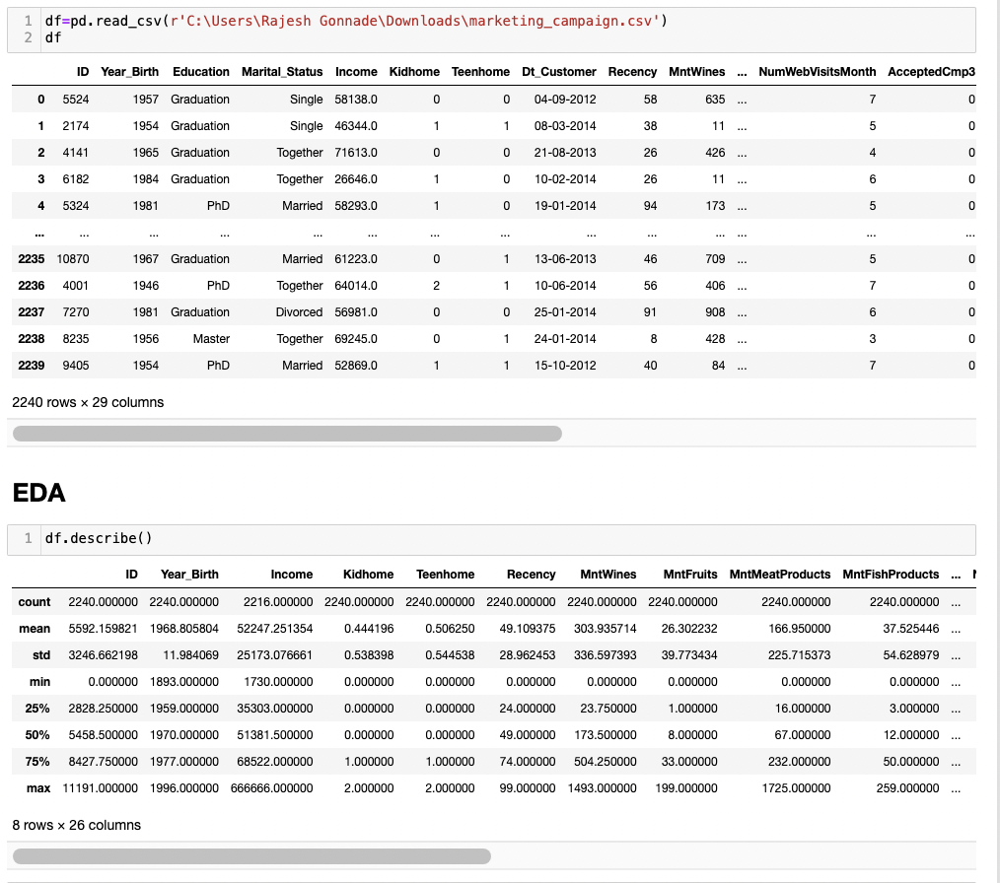 1 df=pd.read_csv(r'C:\Users\Rajesh Gonnade\Downloads\marketing_campaign.csv')
2 df
ID Year_Birth Education Marital_Status Income Kidhome Teenhome Dt_Customer Recency MntWines ... NumWebVisitsMonth AcceptedCmp3
0 5524 1957 Graduation Single 58138.0 0 0 04-09-2012 58 635 ... 7 0
1 2174 1954 Graduation Single 46344.0 1 1 08-03-2014 38 11 ... 5 0
2 4141 1965 Graduation Together 71613.0 0 0 21-08-2013 26 426 ... 4 0
3 6182 1984 Graduation Together 26646.0 1 0 10-02-2014 26 11 ... 6 0
4 5324 1981 PhD Married 58293.0 1 0 19-01-2014 94 173 ... 5 0
... ... ... ... ... ... ... ... ... ... ... ... ... ...
2235 10870 1967 Graduation Married 61223.0 0 1 13-06-2013 46 709 ... 5 0
2236 4001 1946 PhD Together 64014.0 2 1 10-06-2014 56 406 ... 7 0
2237 7270 1981 Graduation Divorced 56981.0 0 0 25-01-2014 91 908 ... 6 0
2238 8235 1956 Master Together 69245.0 0 1 24-01-2014 8 428 ... 3 0
2239 9405 1954 PhD Married 52869.0 1 1 15-10-2012 40 84 ... 7 0
2240 rows × 29 columns
EDA
1 df.describe()
ID Year_Birth Income Kidhome Teenhome Recency MntWines MntFruits MntMeatProducts MntFishProducts ...
count 2240.000000 2240.000000 2216.000000 2240.000000 2240.000000 2240.000000 2240.000000 2240.000000 2240.000000 2240.000000 ...
mean 5592.159821 1968.805804 52247.251354 0.444196 0.506250 49.109375 303.935714 26.302232 166.950000 37.525446 ...
std 3246.662198 11.984069 25173.076661 0.538398 0.544538 28.962453 336.597393 39.773434 225.715373 54.628979 ...
min 0.000000 1893.000000 1730.000000 0.000000 0.000000 0.000000 0.000000 0.000000 0.000000 0.000000 ...
25% 2828.250000 1959.000000 35303.000000 0.000000 0.000000 24.000000 23.750000 1.000000 16.000000 3.000000 ...
50% 5458.500000 1970.000000 51381.500000 0.000000 0.000000 49.000000 173.500000 8.000000 67.000000 12.000000 ...
75% 8427.750000 1977.000000 68522.000000 1.000000 1.000000 74.000000 504.250000 33.000000 232.000000 50.000000 ...
max 11191.000000 1996.000000 666666.000000 2.000000 2.000000 99.000000 1493.000000 199.000000 1725.000000 259.000000 ...
8 rows × 26 columns